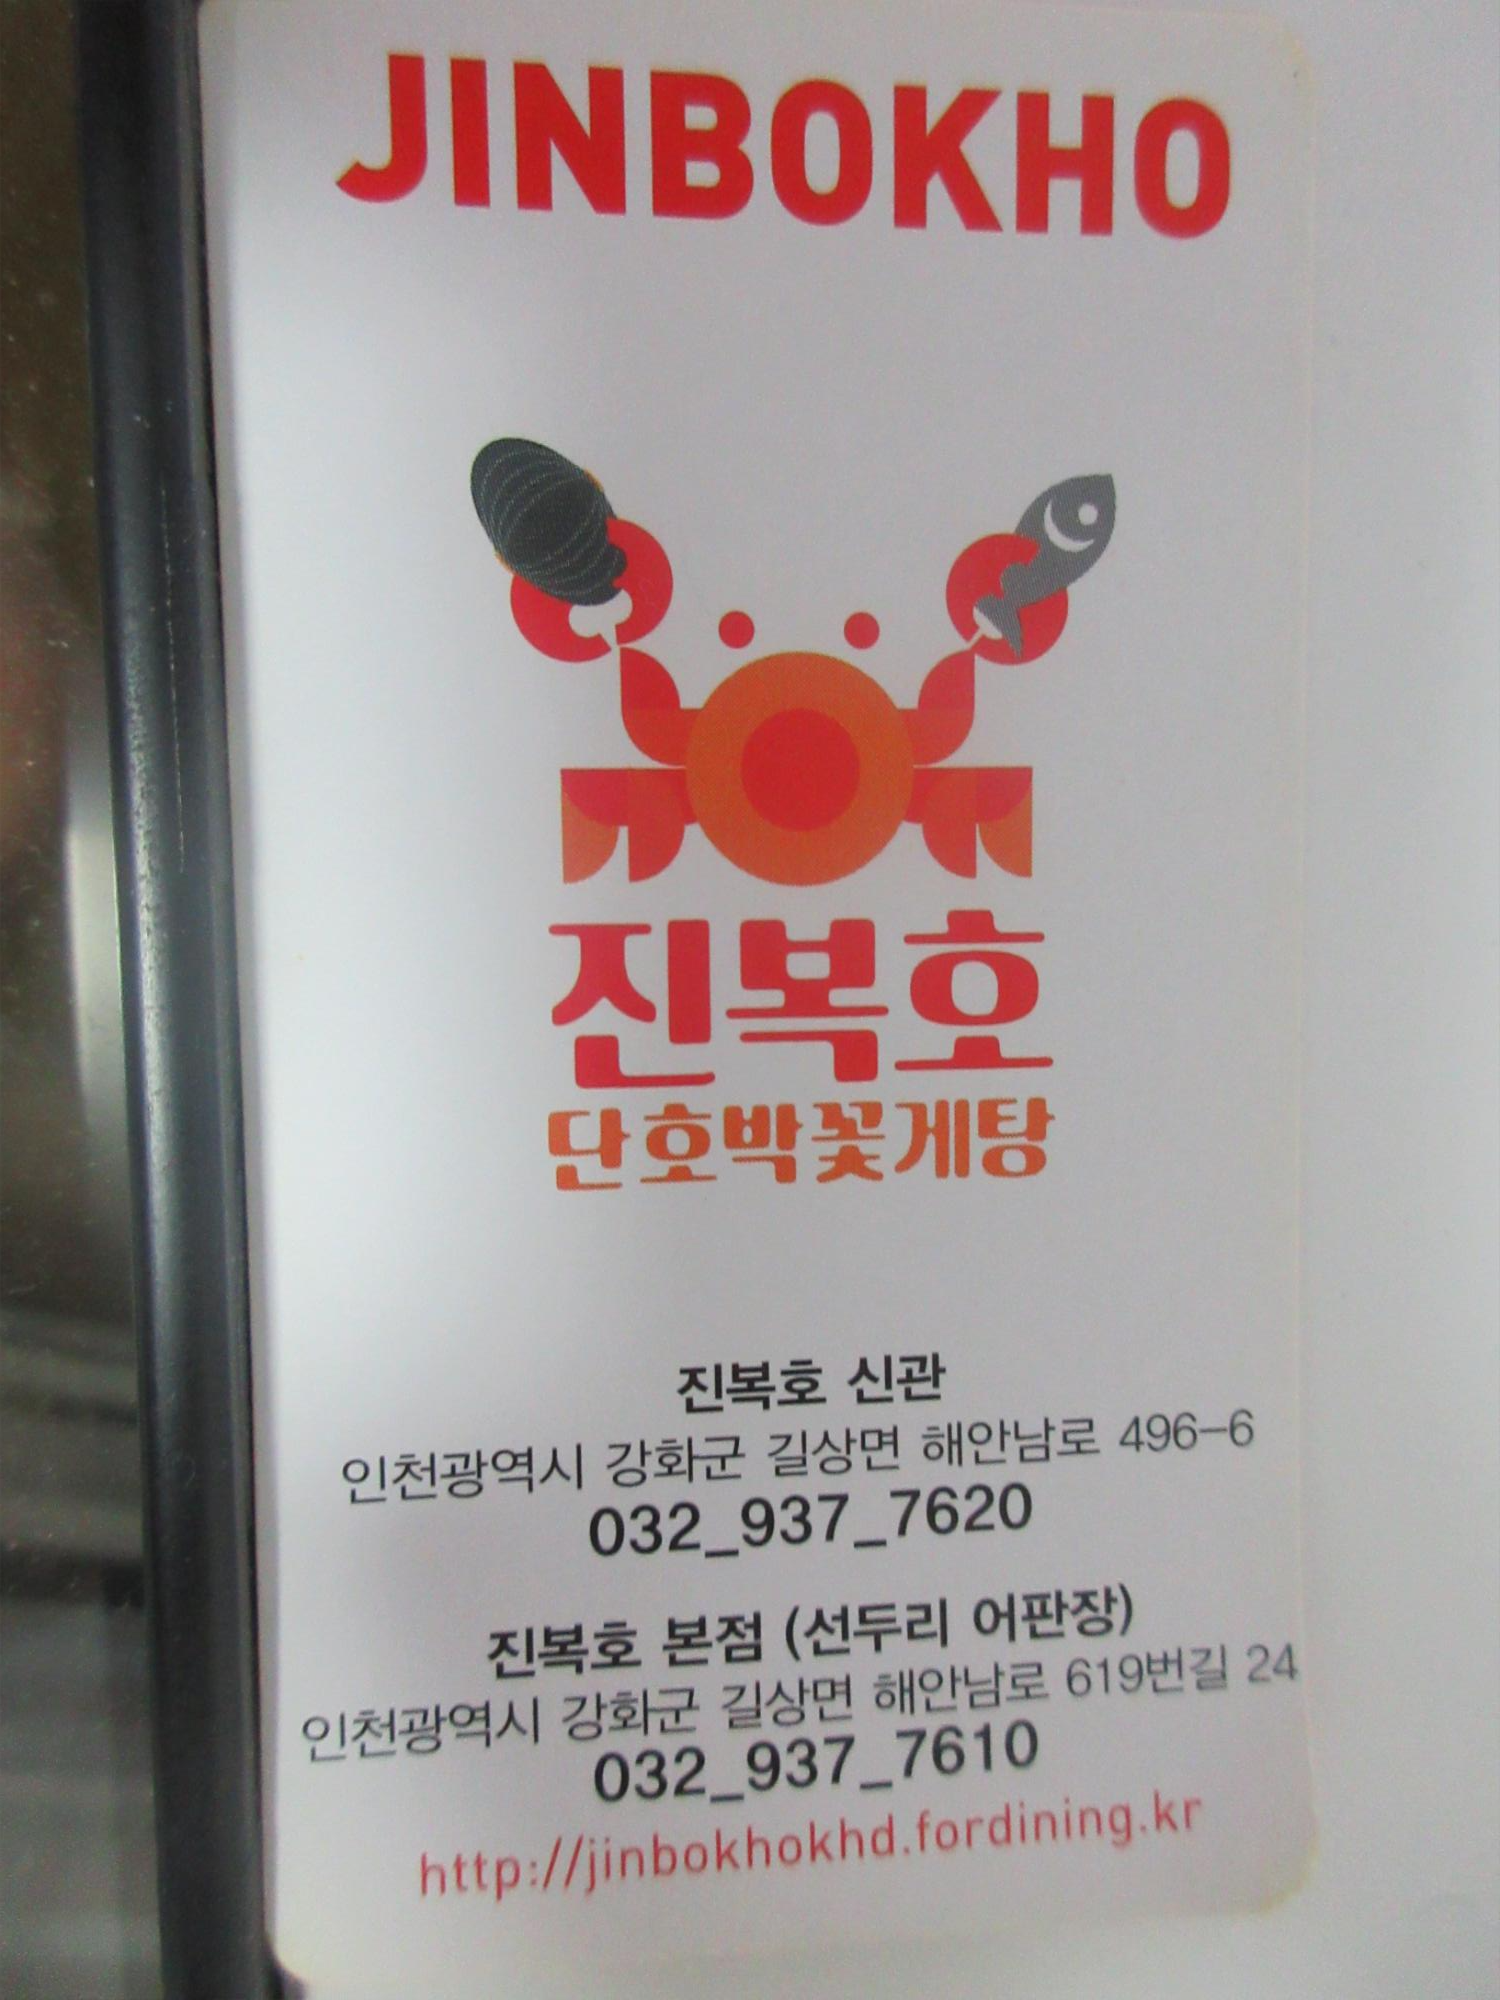 JINBOKHO
진복호
단호박꽃게탕
진복호 신관
인천광역시 강화군 길상면 해안남로 496-6
032_937_7620
진복호 본점 (선두리 어판장)
인천광역시 강화군 길상면 해안남로 619번길 24
032_937_7610
http://jinbokhokhd.fordining.kr